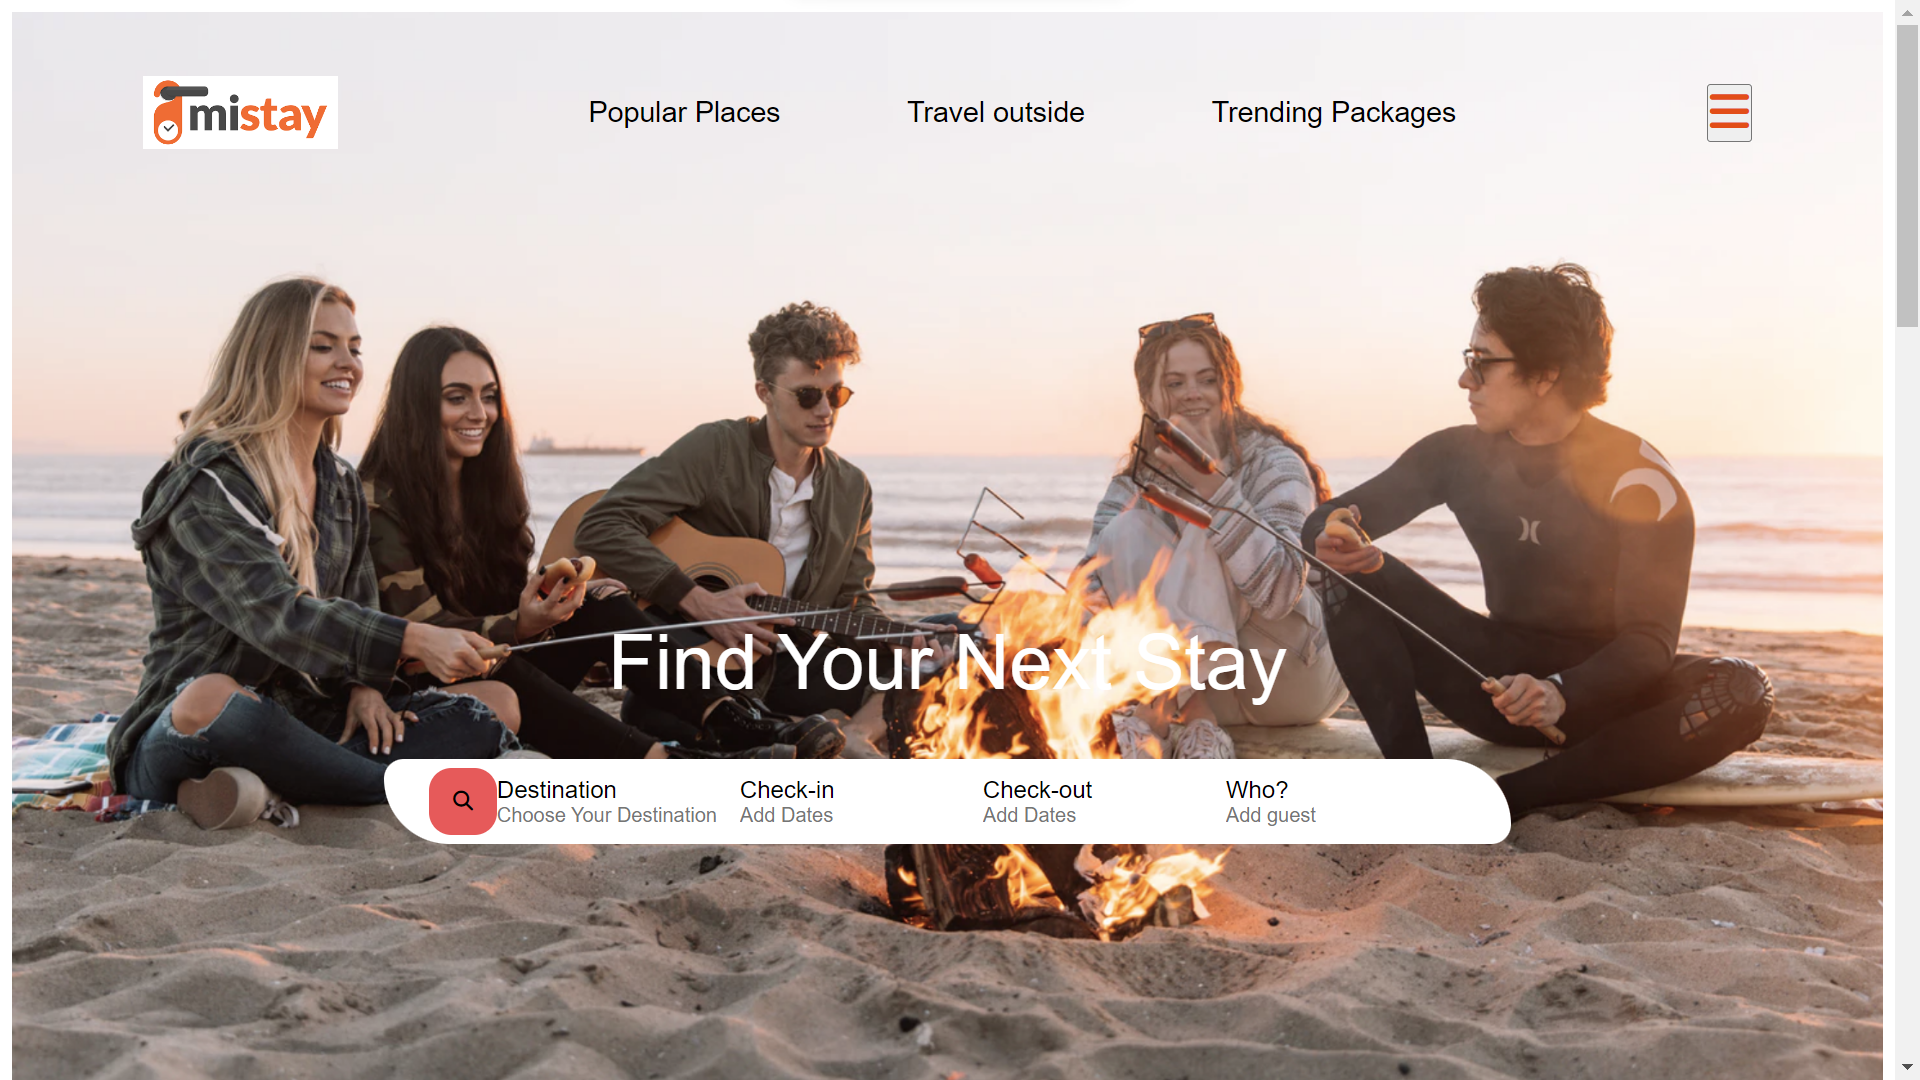 mistay
Popular Places
Travel outside
Trending Packages
Find Your Next Stay
Destination
Choose Your Destination
Check-in
Add Dates
Check-out
Add Dates
Who?
Add guest